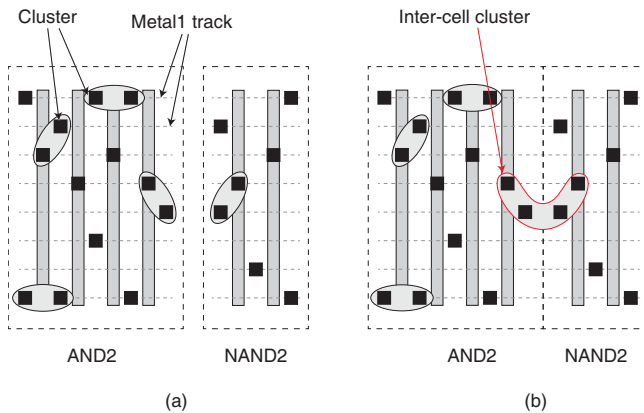 Cluster
Metal1 track
Inter-cell cluster
AND2
NAND2
AND2
NAND2
(a)
(b)